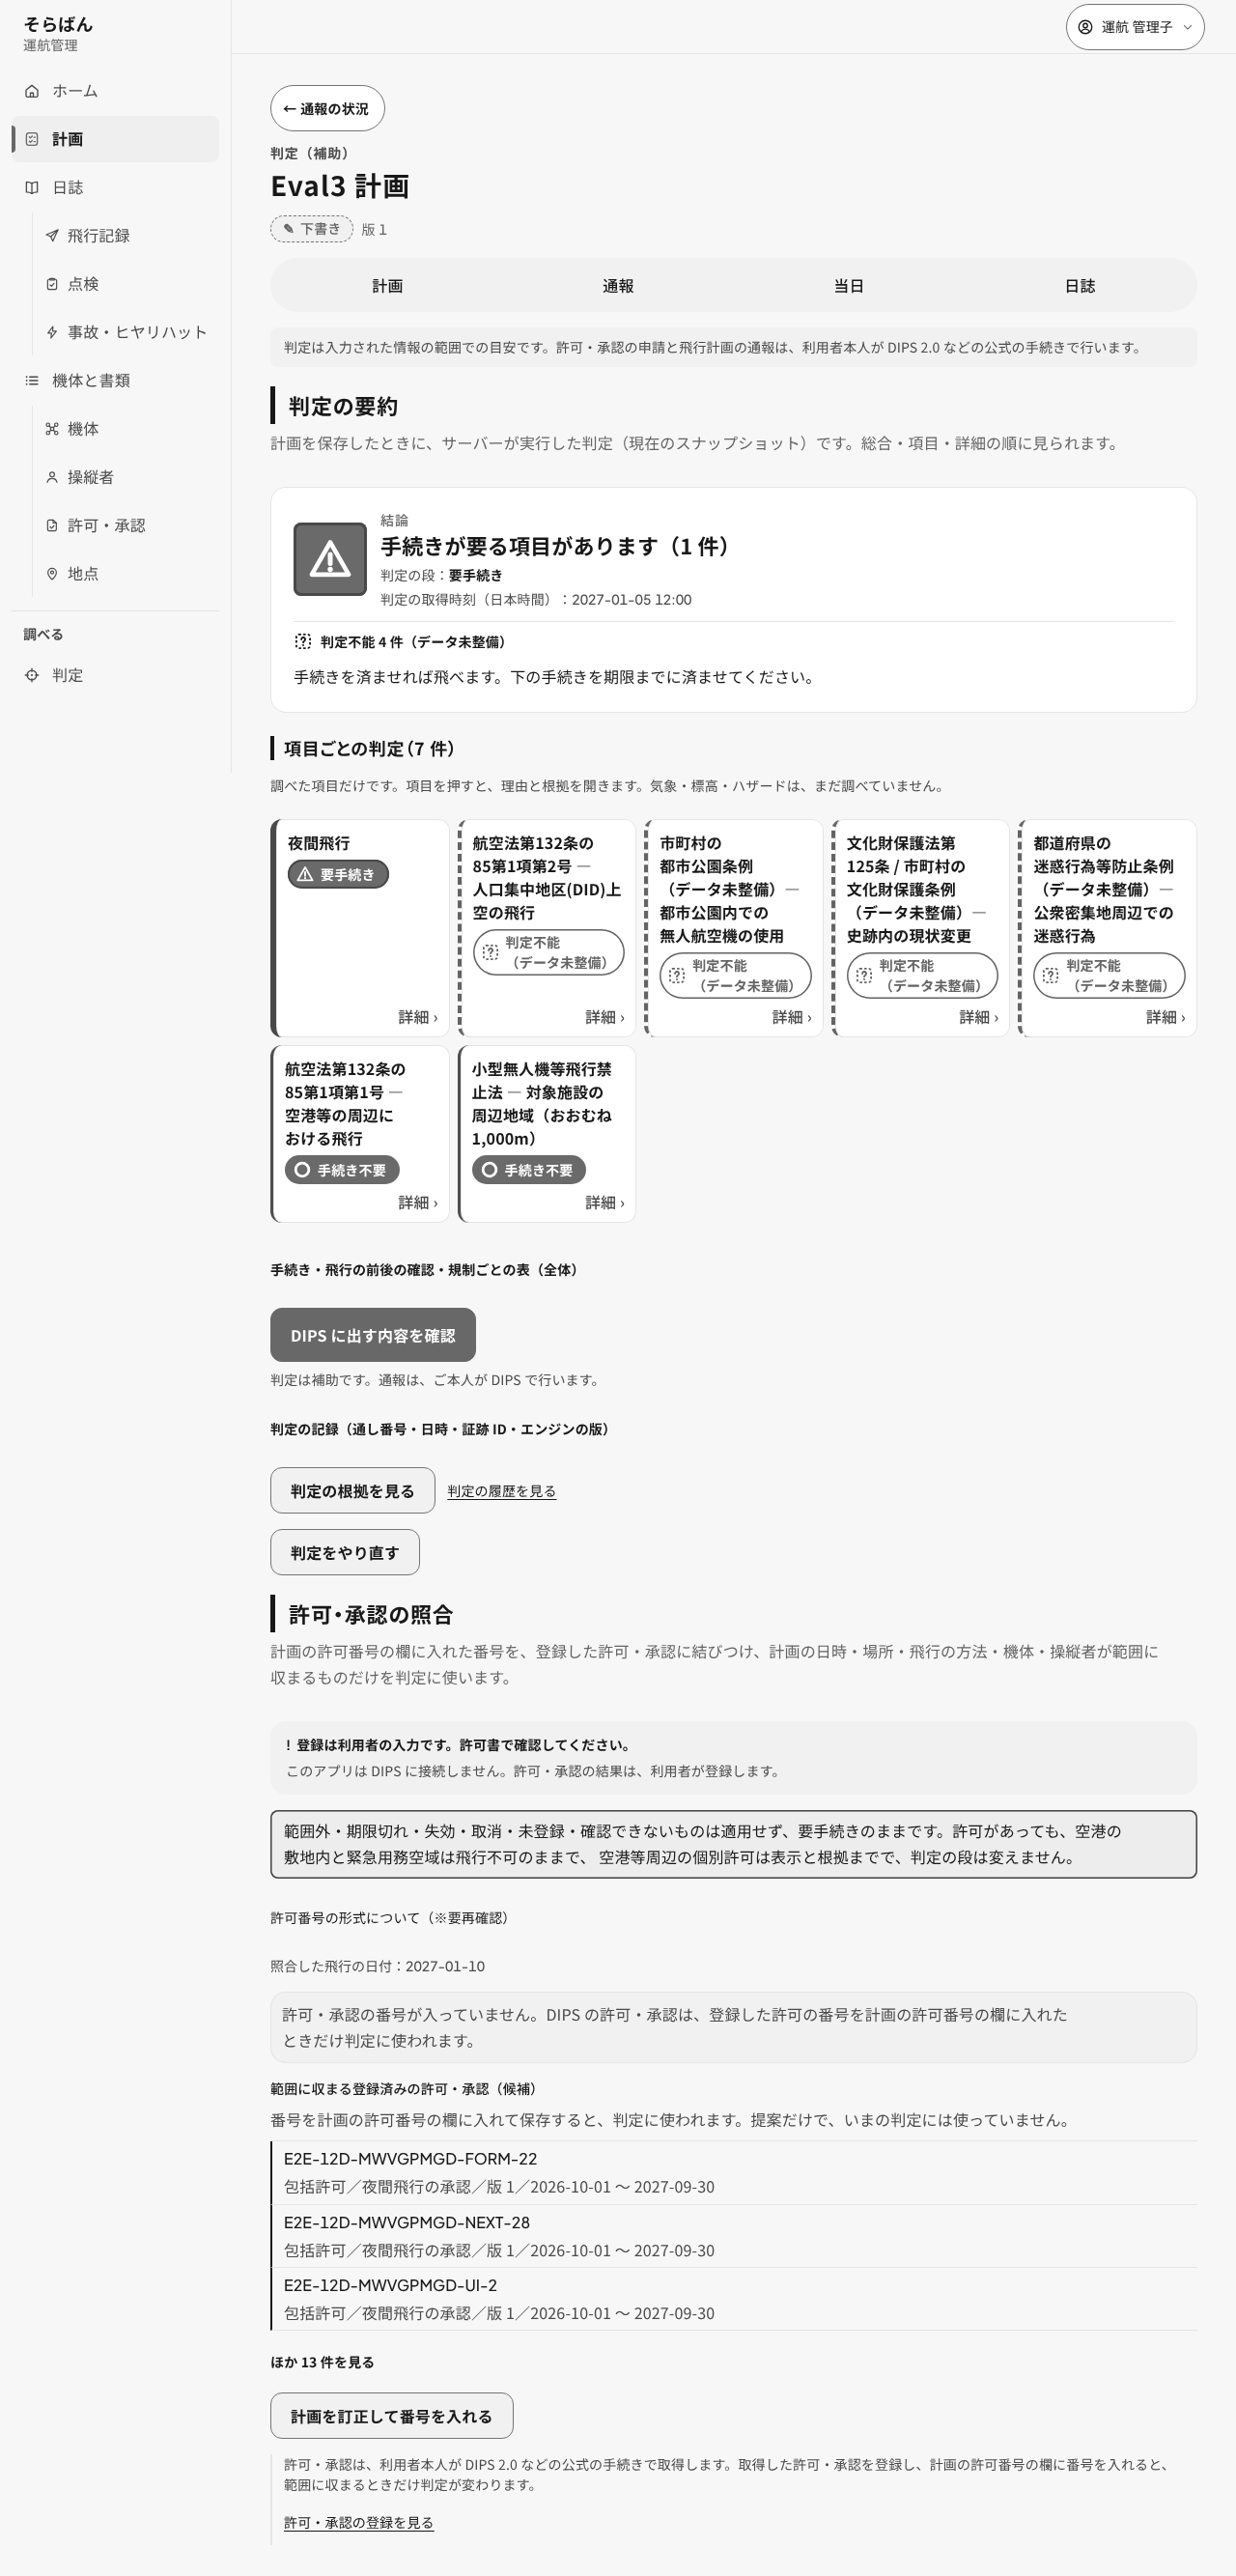 そらばん
運航管理
運航 管理子
ホーム
計画
日誌
飛行記録
点検
事故・ヒヤリハット
機体と書類
機体
操縦者
許可・承認
地点
調べる
判定
← 通報の状況
判定（補助）
Eval3 計画
✎ 下書き 版 1
計画 通報 当日 日誌
判定は入力された情報の範囲での目安です。許可・承認の申請と飛行計画の通報は、利用者本人が DIPS 2.0 などの公式の手続きで行います。
判定の要約
計画を保存したときに、サーバーが実行した判定（現在のスナップショット）です。総合・項目・詳細の順に見られます。
結論
手続きが要る項目があります（1 件）
判定の段：要手続き
判定の取得時刻（日本時間）：2027-01-05 12:00
判定不能 4 件（データ未整備）
手続きを済ませれば飛べます。下の手続きを期限までに済ませてください。
項目ごとの判定（7 件）
調べた項目だけです。項目を押すと、理由と根拠を開きます。気象・標高・ハザードは、まだ調べていません。
夜間飛行
要手続き
詳細 ›
航空法第132条の
85第1項第2号 —
人口集中地区(DID)上
空の飛行
判定不能
（データ未整備）
詳細 ›
市町村の
都市公園条例
（データ未整備）—
都市公園内での
無人航空機の使用
判定不能
（データ未整備）
詳細 ›
文化財保護法第
125条 / 市町村の
文化財保護条例
（データ未整備）—
史跡内の現状変更
判定不能
（データ未整備）
詳細 ›
都道府県の
迷惑行為等防止条例
（データ未整備）—
公衆密集地周辺での
迷惑行為
判定不能
（データ未整備）
詳細 ›
航空法第132条の
85第1項第1号 —
空港等の周辺に
おける飛行
手続き不要
詳細 ›
小型無人機等飛行禁
止法 — 対象施設の
周辺地域（おおむね
1,000m）
手続き不要
詳細 ›
手続き・飛行の前後の確認・規制ごとの表（全体）
DIPS に出す内容を確認
判定は補助です。通報は、ご本人が DIPS で行います。
判定の記録（通し番号・日時・証跡 ID・エンジンの版）
判定の根拠を見る 判定の履歴を見る
判定をやり直す
許可・承認の照合
計画の許可番号の欄に入れた番号を、登録した許可・承認に結びつけ、計画の日時・場所・飛行の方法・機体・操縦者が範囲に
収まるものだけを判定に使います。
! 登録は利用者の入力です。許可書で確認してください。
このアプリは DIPS に接続しません。許可・承認の結果は、利用者が登録します。
範囲外・期限切れ・失効・取消・未登録・確認できないものは適用せず、要手続きのままです。許可があっても、空港の
敷地内と緊急用務空域は飛行不可のままで、 空港等周辺の個別許可は表示と根拠までで、判定の段は変えません。
許可番号の形式について（※要再確認）
照合した飛行の日付：2027-01-10
許可・承認の番号が入っていません。DIPS の許可・承認は、登録した許可の番号を計画の許可番号の欄に入れた
ときだけ判定に使われます。
範囲に収まる登録済みの許可・承認（候補）
番号を計画の許可番号の欄に入れて保存すると、判定に使われます。提案だけで、いまの判定には使っていません。
E2E-12D-MWVGPMGD-FORM-22
包括許可／夜間飛行の承認／版 1／2026-10-01 〜 2027-09-30
E2E-12D-MWVGPMGD-NEXT-28
包括許可／夜間飛行の承認／版 1／2026-10-01 〜 2027-09-30
E2E-12D-MWVGPMGD-UI-2
包括許可／夜間飛行の承認／版 1／2026-10-01 〜 2027-09-30
ほか 13 件を見る
計画を訂正して番号を入れる
許可・承認は、利用者本人が DIPS 2.0 などの公式の手続きで取得します。取得した許可・承認を登録し、計画の許可番号の欄に番号を入れると、
範囲に収まるときだけ判定が変わります。
許可・承認の登録を見る